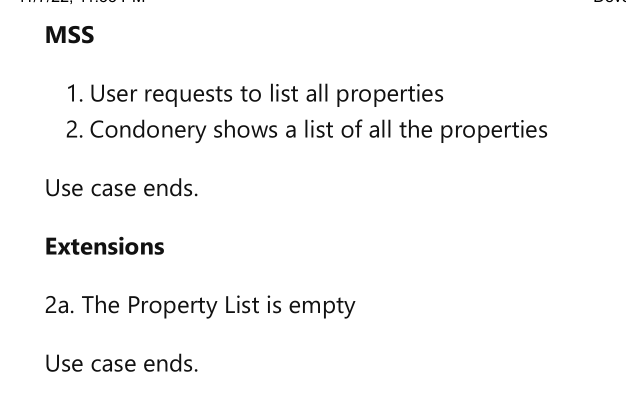 MSS
1. User requests to list all properties
2. Condonery shows a list of all the properties
Use case ends.
Extensions
2a. The Property List is empty
Use case ends.